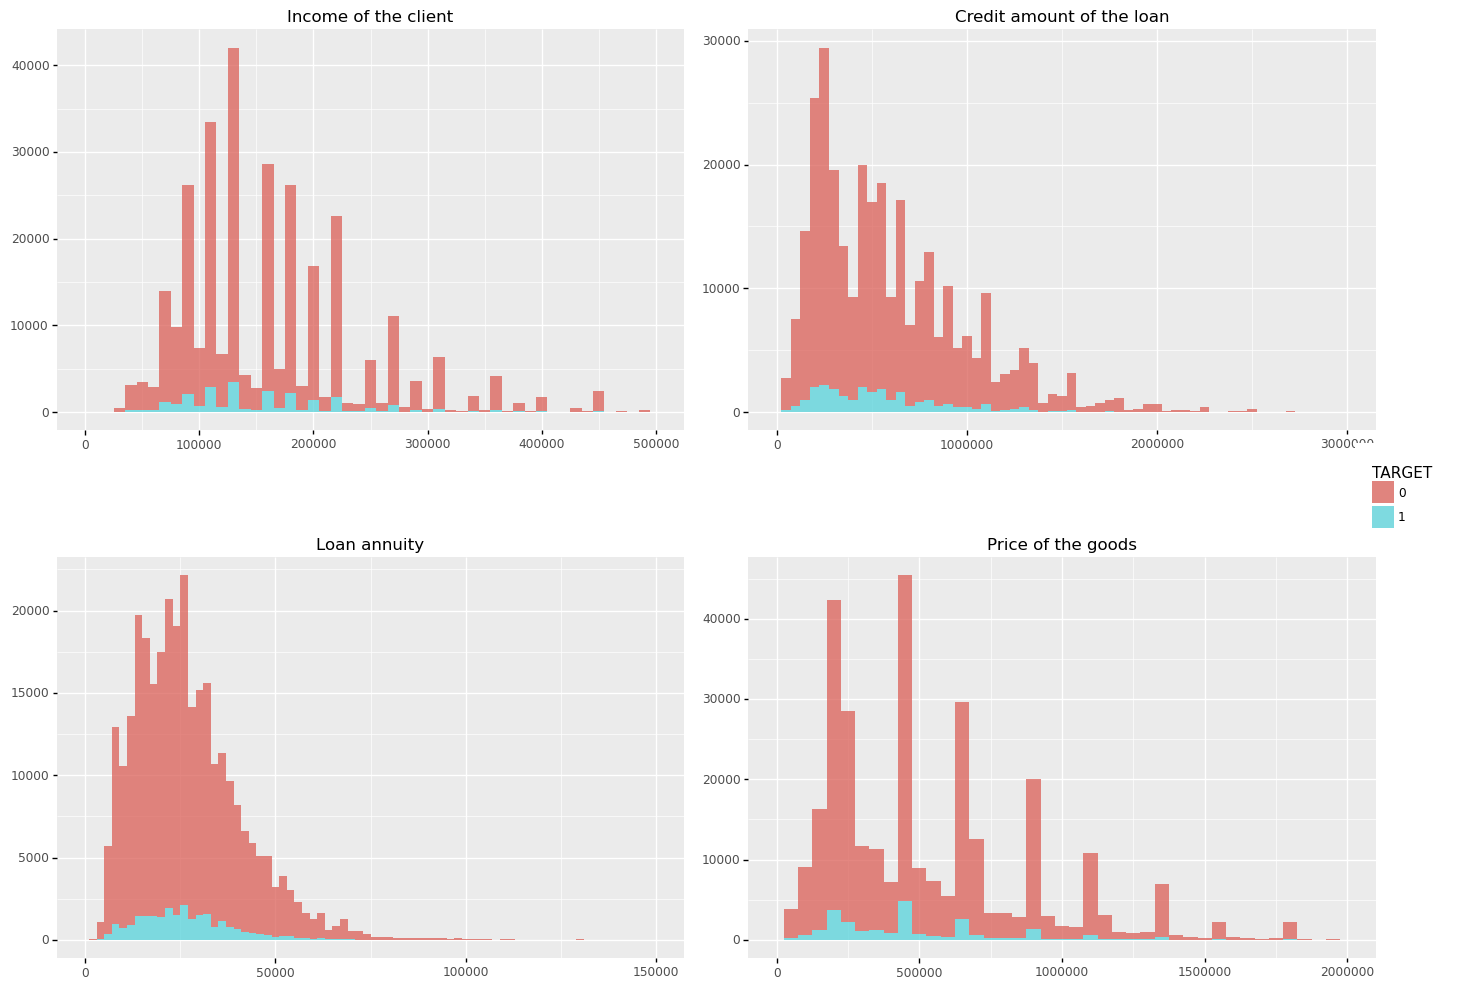 Income of the client
40000
30000
20000
10000
0
0 100000 200000 300000 400000 500000
Credit amount of the loan
30000
20000
10000
0
0 1000000 2000000 3000000
TARGET
0
1
Loan annuity
20000
15000
10000
5000
0
0 50000 100000 150000
Price of the goods
40000
30000
20000
10000
0
0 500000 1000000 1500000 2000000